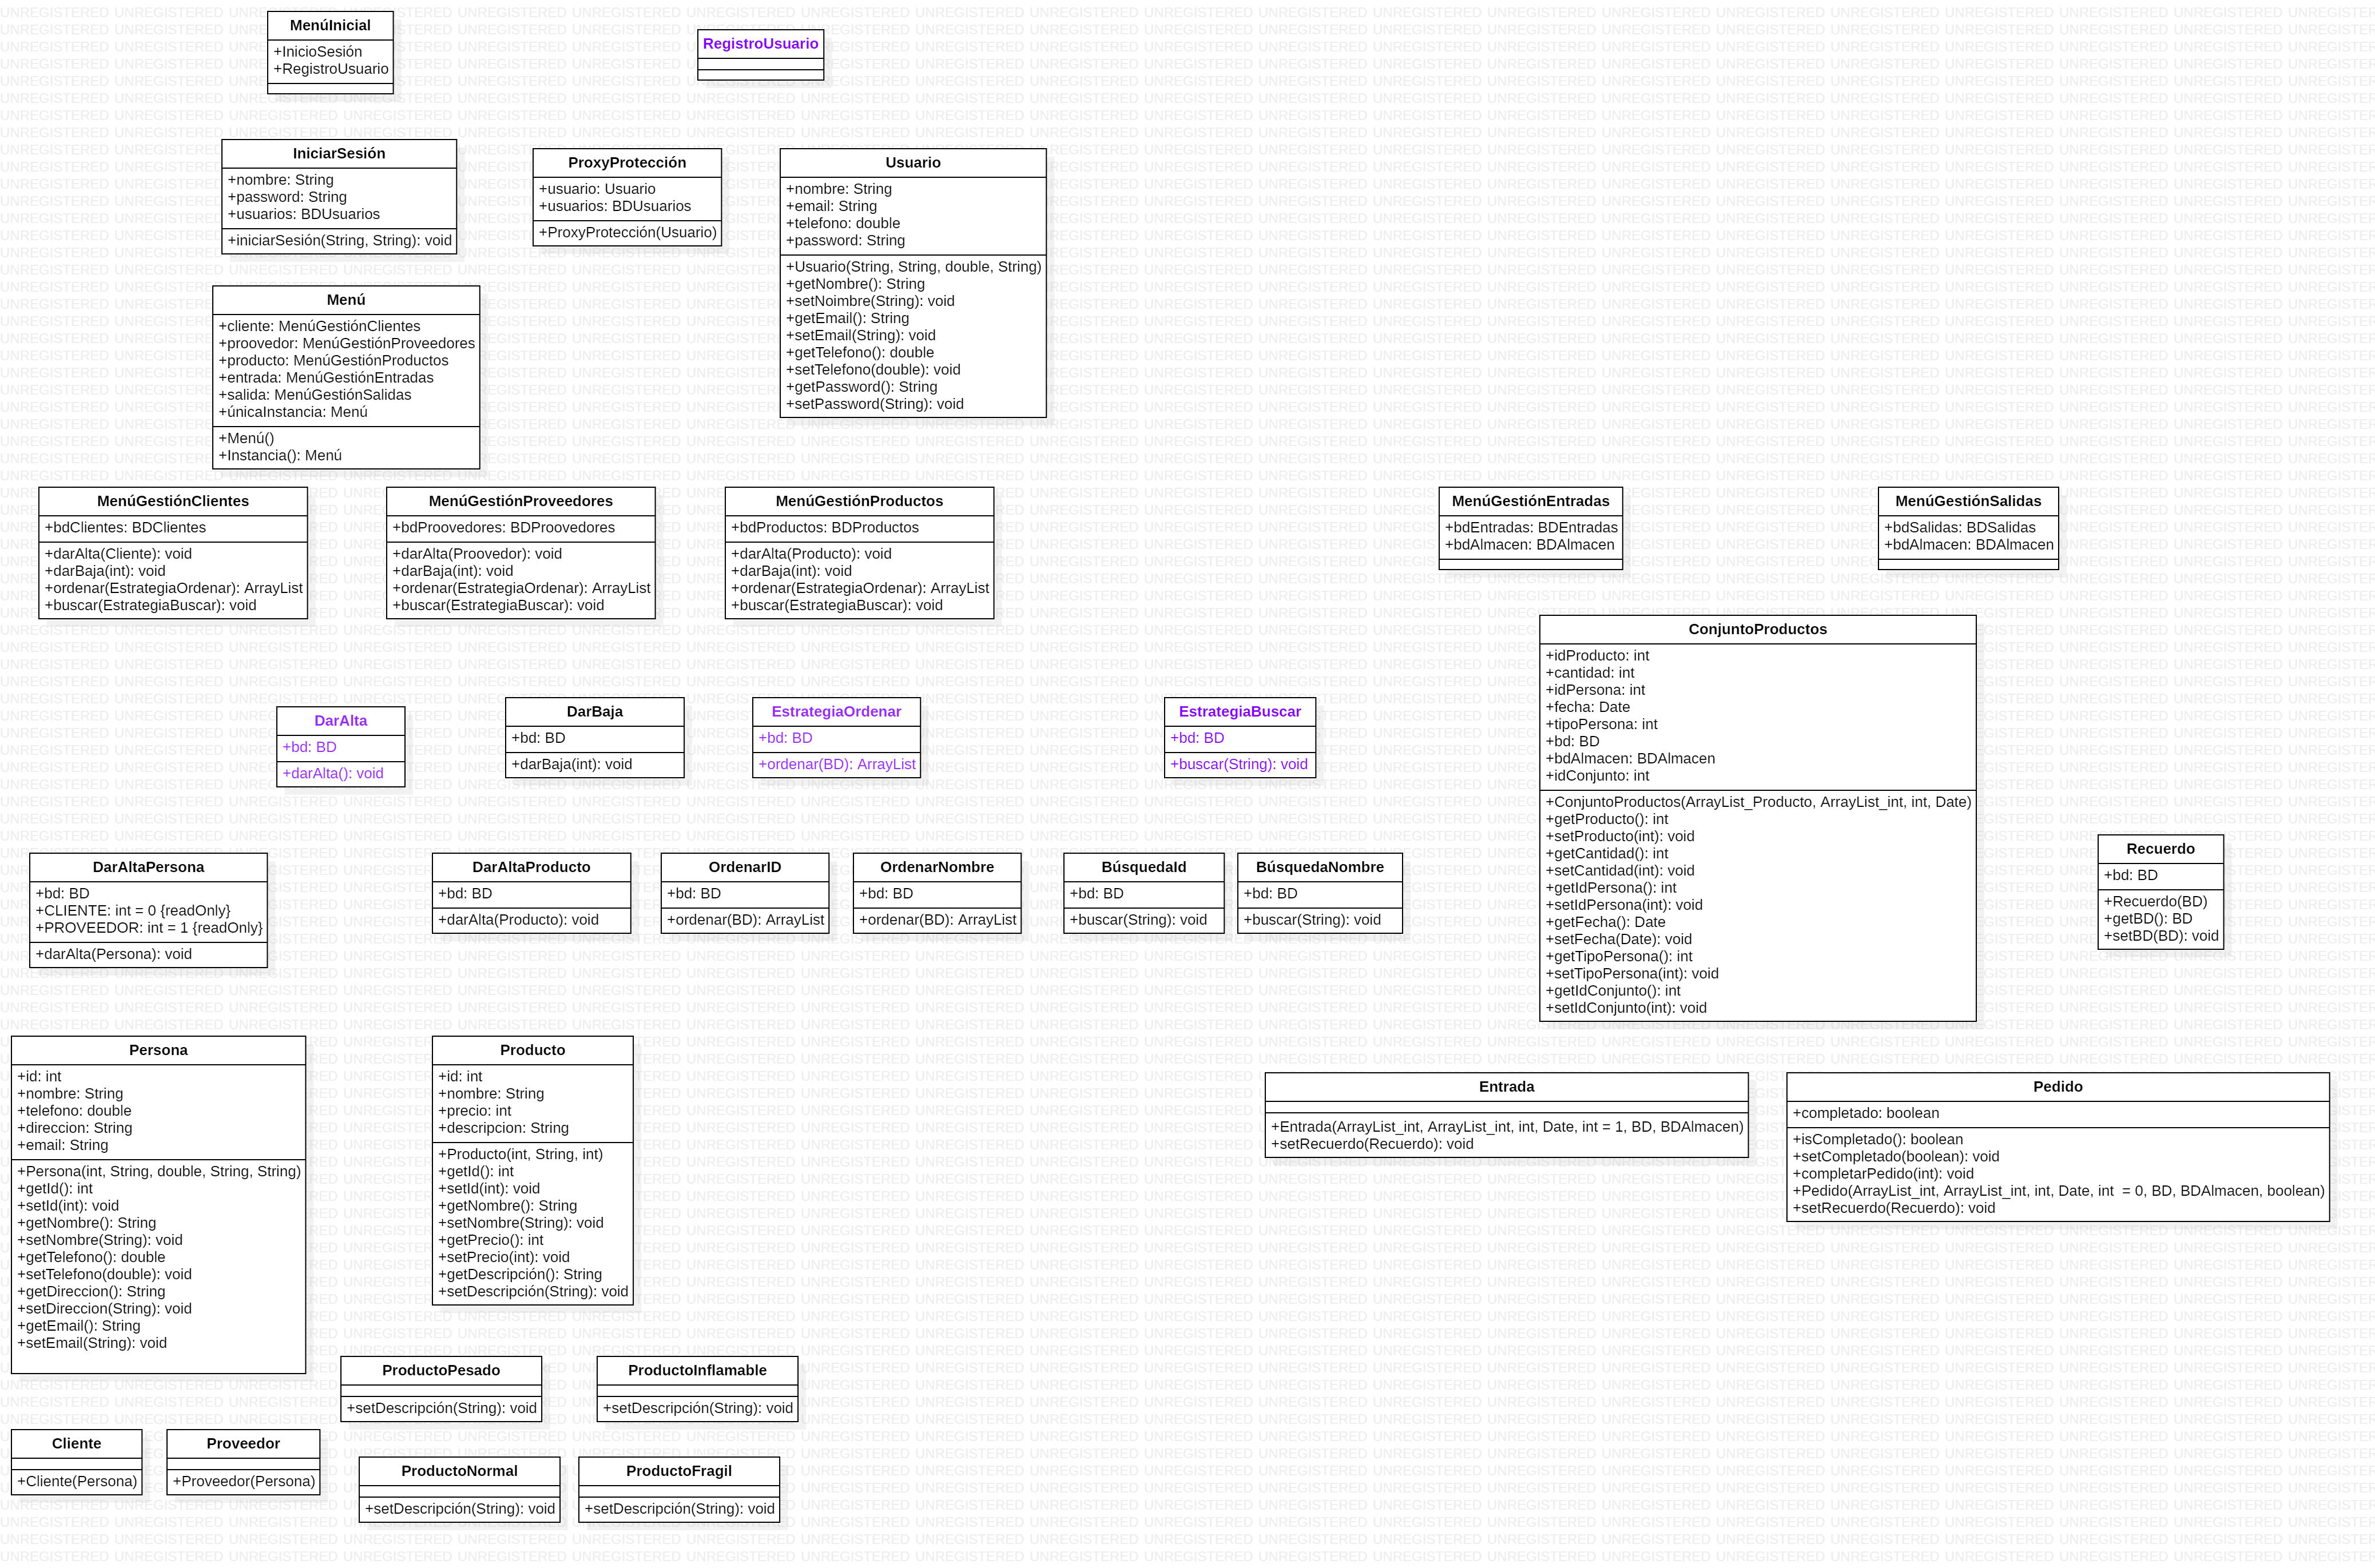 MenúInicial
+InicioSesión
+RegistroUsuario
RegistroUsuario
IniciarSesión
+nombre: String
+password: String
+usuarios: BDUsuarios
+iniciarSesión(String, String): void
ProxyProtección
+usuario: Usuario
+usuarios: BDUsuarios
+ProxyProtección(Usuario)
Usuario
+nombre: String
+email: String
+telefono: double
+password: String
+Usuario(String, String, double, String)
+getNombre(): String
+setNoimbre(String): void
+getEmail(): String
+setEmail(String): void
+getTelefono(): double
+setTelefono(double): void
+getPassword(): String
+setPassword(String): void
Menú
+cliente: MenúGestiónClientes
+proovedor: MenúGestiónProveedores
+producto: MenúGestiónProductos
+entrada: MenúGestiónEntradas
+salida: MenúGestiónSalidas
+únicaInstancia: Menú
+Menú()
+Instancia(): Menú
MenúGestiónClientes
+bdClientes: BDClientes
+darAlta(Cliente): void
+darBaja(int): void
+ordenar(EstrategiaOrdenar): ArrayList
+buscar(EstrategiaBuscar): void
MenúGestiónProveedores
+bdProovedores: BDProovedores
+darAlta(Proovedor): void
+darBaja(int): void
+ordenar(EstrategiaOrdenar): ArrayList
+buscar(EstrategiaBuscar): void
MenúGestiónProductos
+bdProductos: BDProductos
+darAlta(Producto): void
+darBaja(int): void
+ordenar(EstrategiaOrdenar): ArrayList
+buscar(EstrategiaBuscar): void
MenúGestiónEntradas
+bdEntradas: BDEntradas
+bdAlmacen: BDAlmacen
MenúGestiónSalidas
+bdSalidas: BDSalidas
+bdAlmacen: BDAlmacen
ConjuntoProductos
+idProducto: int
+cantidad: int
+idPersona: int
+fecha: Date
+tipoPersona: int
+bd: BD
+bdAlmacen: BDAlmacen
+idConjunto: int
+ConjuntoProductos(ArrayList_Producto, ArrayList_int, int, Date)
+getProducto(): int
+setProducto(int): void
+getCantidad(): int
+setCantidad(int): void
+getIdPersona(): int
+setIdPersona(int): void
+getFecha(): Date
+setFecha(Date): void
+getTipoPersona(): int
+setTipoPersona(int): void
+getIdConjunto(): int
+setIdConjunto(int): void
DarAlta
+bd: BD
+darAlta(): void
DarBaja
+bd: BD
+darBaja(int): void
EstrategiaOrdenar
+bd: BD
+ordenar(BD): ArrayList
EstrategiaBuscar
+bd: BD
+buscar(String): void
DarAltaPersona
+bd: BD
+CLIENTE: int = 0 {readOnly}
+PROVEEDOR: int = 1 {readOnly}
+darAlta(Persona): void
DarAltaProducto
+bd: BD
+darAlta(Producto): void
OrdenarID
+bd: BD
+ordenar(BD): ArrayList
OrdenarNombre
+bd: BD
+ordenar(BD): ArrayList
BúsquedaId
+bd: BD
+buscar(String): void
BúsquedaNombre
+bd: BD
+buscar(String): void
Recuerdo
+bd: BD
+Recuerdo(BD)
+getBD(): BD
+setBD(BD): void
Persona
+id: int
+nombre: String
+telefono: double
+direccion: String
+email: String
+Persona(int, String, double, String, String)
+getId(): int
+setId(int): void
+getNombre(): String
+setNombre(String): void
+getTelefono(): double
+setTelefono(double): void
+getDireccion(): String
+setDireccion(String): void
+getEmail(): String
+setEmail(String): void
Producto
+id: int
+nombre: String
+precio: int
+descripcion: String
+Producto(int, String, int)
+getId(): int
+setId(int): void
+getNombre(): String
+setNombre(String): void
+getPrecio(): int
+setPrecio(int): void
+getDescripción(): String
+setDescripción(String): void
Entrada
+Entrada(ArrayList_int, ArrayList_int, int, Date, int = 1, BD, BDAlmacen)
+setRecuerdo(Recuerdo): void
Pedido
+completado: boolean
+isCompletado(): boolean
+setCompletado(boolean): void
+completarPedido(int): void
+Pedido(ArrayList_int, ArrayList_int, int, Date, int  = 0, BD, BDAlmacen, boolean)
+setRecuerdo(Recuerdo): void
ProductoPesado
+setDescripción(String): void
ProductoInflamable
+setDescripción(String): void
Cliente
+Cliente(Persona)
Proveedor
+Proveedor(Persona)
ProductoNormal
+setDescripción(String): void
ProductoFragil
+setDescripción(String): void